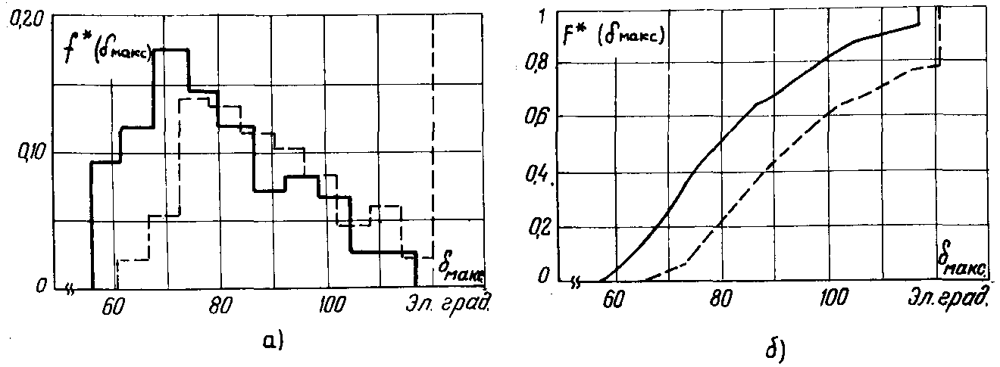 0,20
f* (δмакс)
0,10
0
δмакс
60 80 100 Эл. град.
а)
1
F* (δмакс)
0,8
0,6
0,4
0,2
0
δмакс
60 80 100 Эл. град.
б)